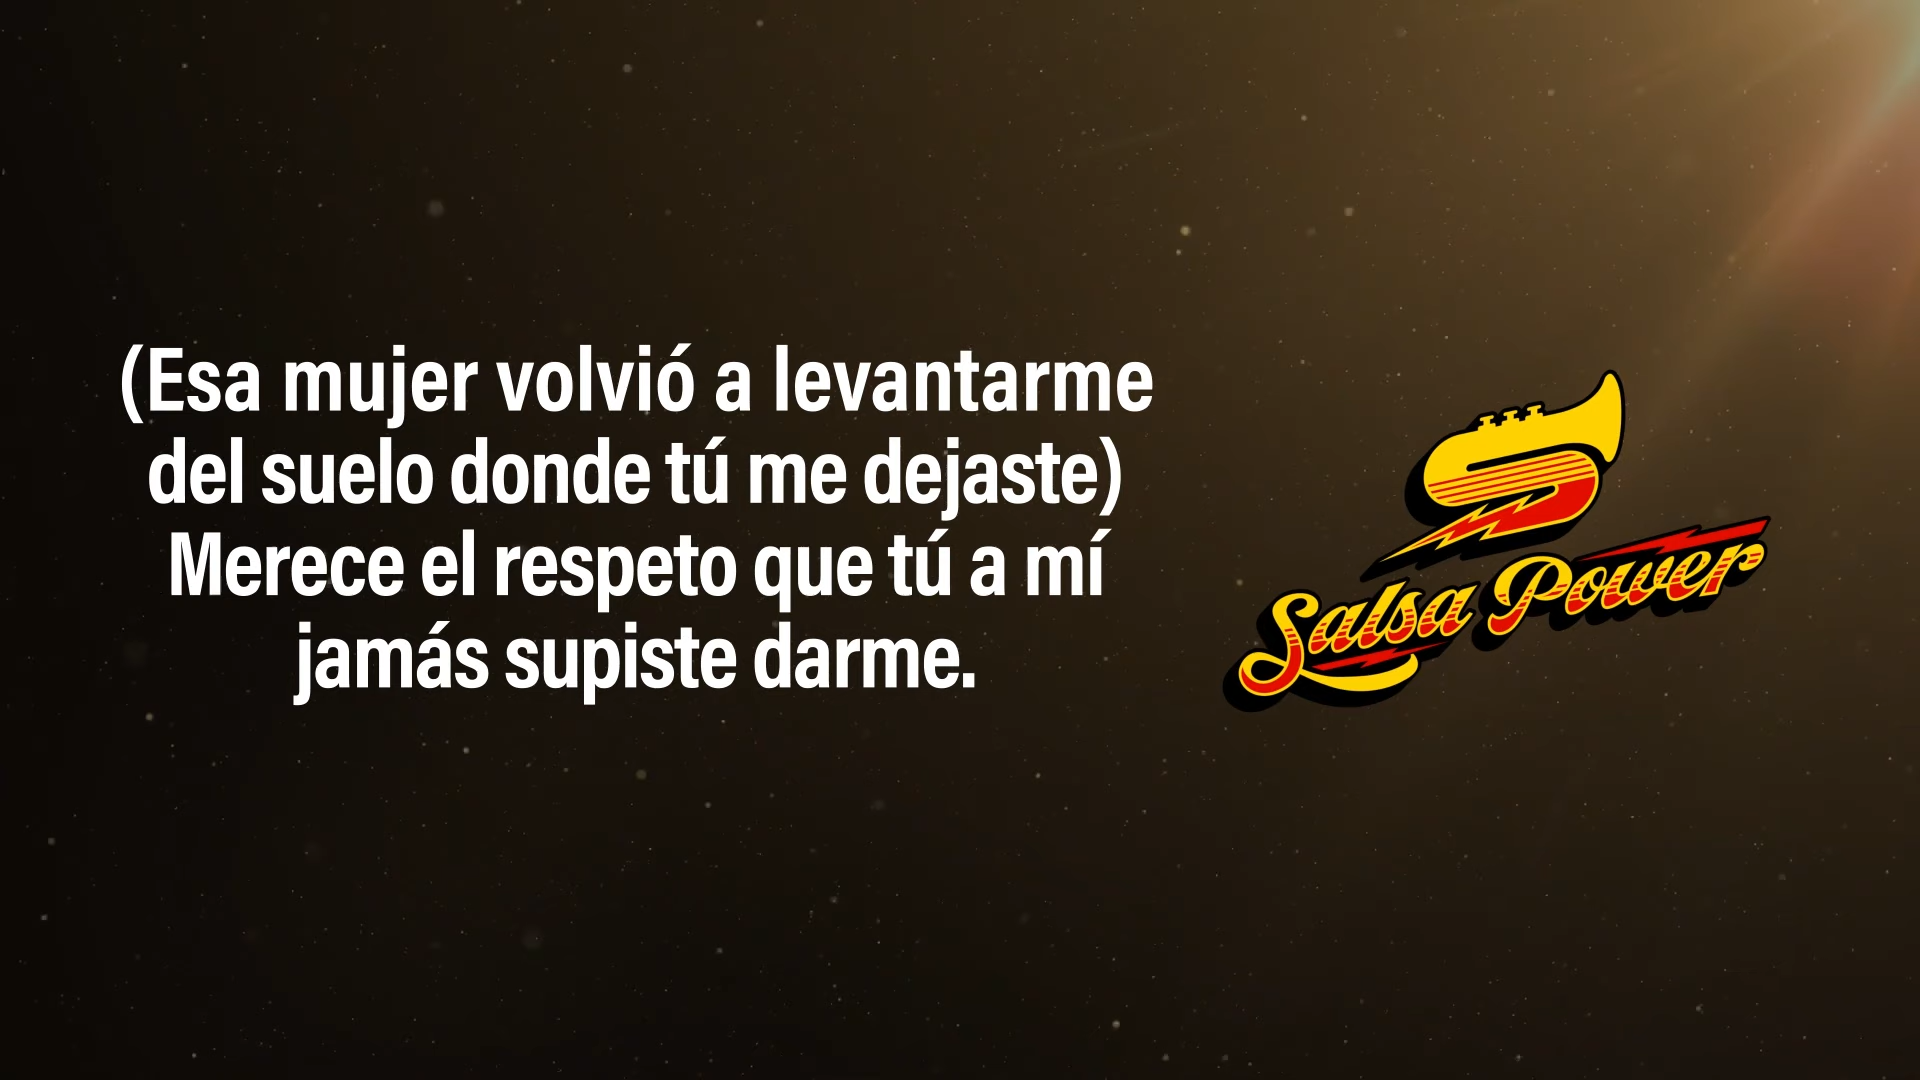 (Esa mujer volvió a levantarme
del suelo donde tú me dejaste)
Merece el respeto que tú a mí
jamás supiste darme.
Salsa Power